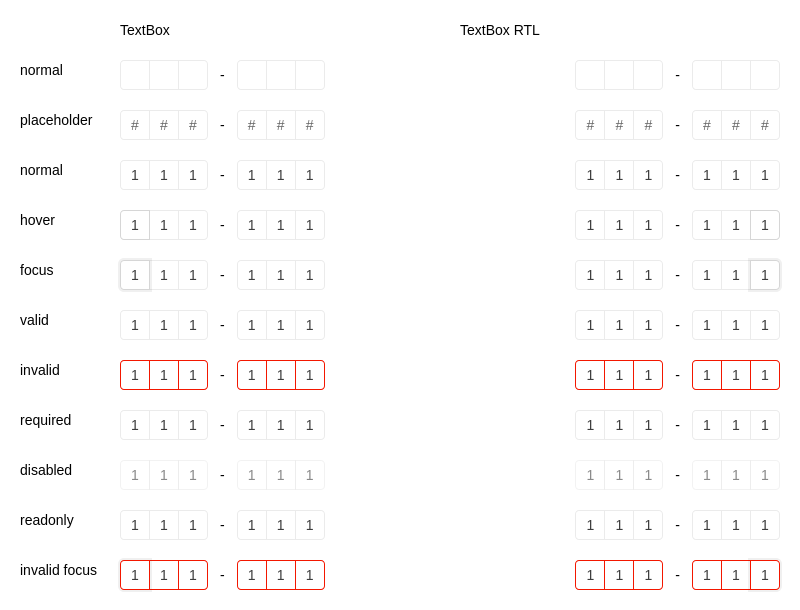 TextBox TextBox RTL
normal - -
placeholder # # # - # # # # # # - # # #
normal 1 1 1 - 1 1 1 1 1 1 - 1 1 1
hover 1 1 1 - 1 1 1 1 1 1 - 1 1 1
focus 1 1 1 - 1 1 1 1 1 1 - 1 1 1
valid 1 1 1 - 1 1 1 1 1 1 - 1 1 1
invalid 1 1 1 - 1 1 1 1 1 1 - 1 1 1
required 1 1 1 - 1 1 1 1 1 1 - 1 1 1
disabled 1 1 1 - 1 1 1 1 1 1 - 1 1 1
readonly 1 1 1 - 1 1 1 1 1 1 - 1 1 1
invalid focus 1 1 1 - 1 1 1 1 1 1 - 1 1 1